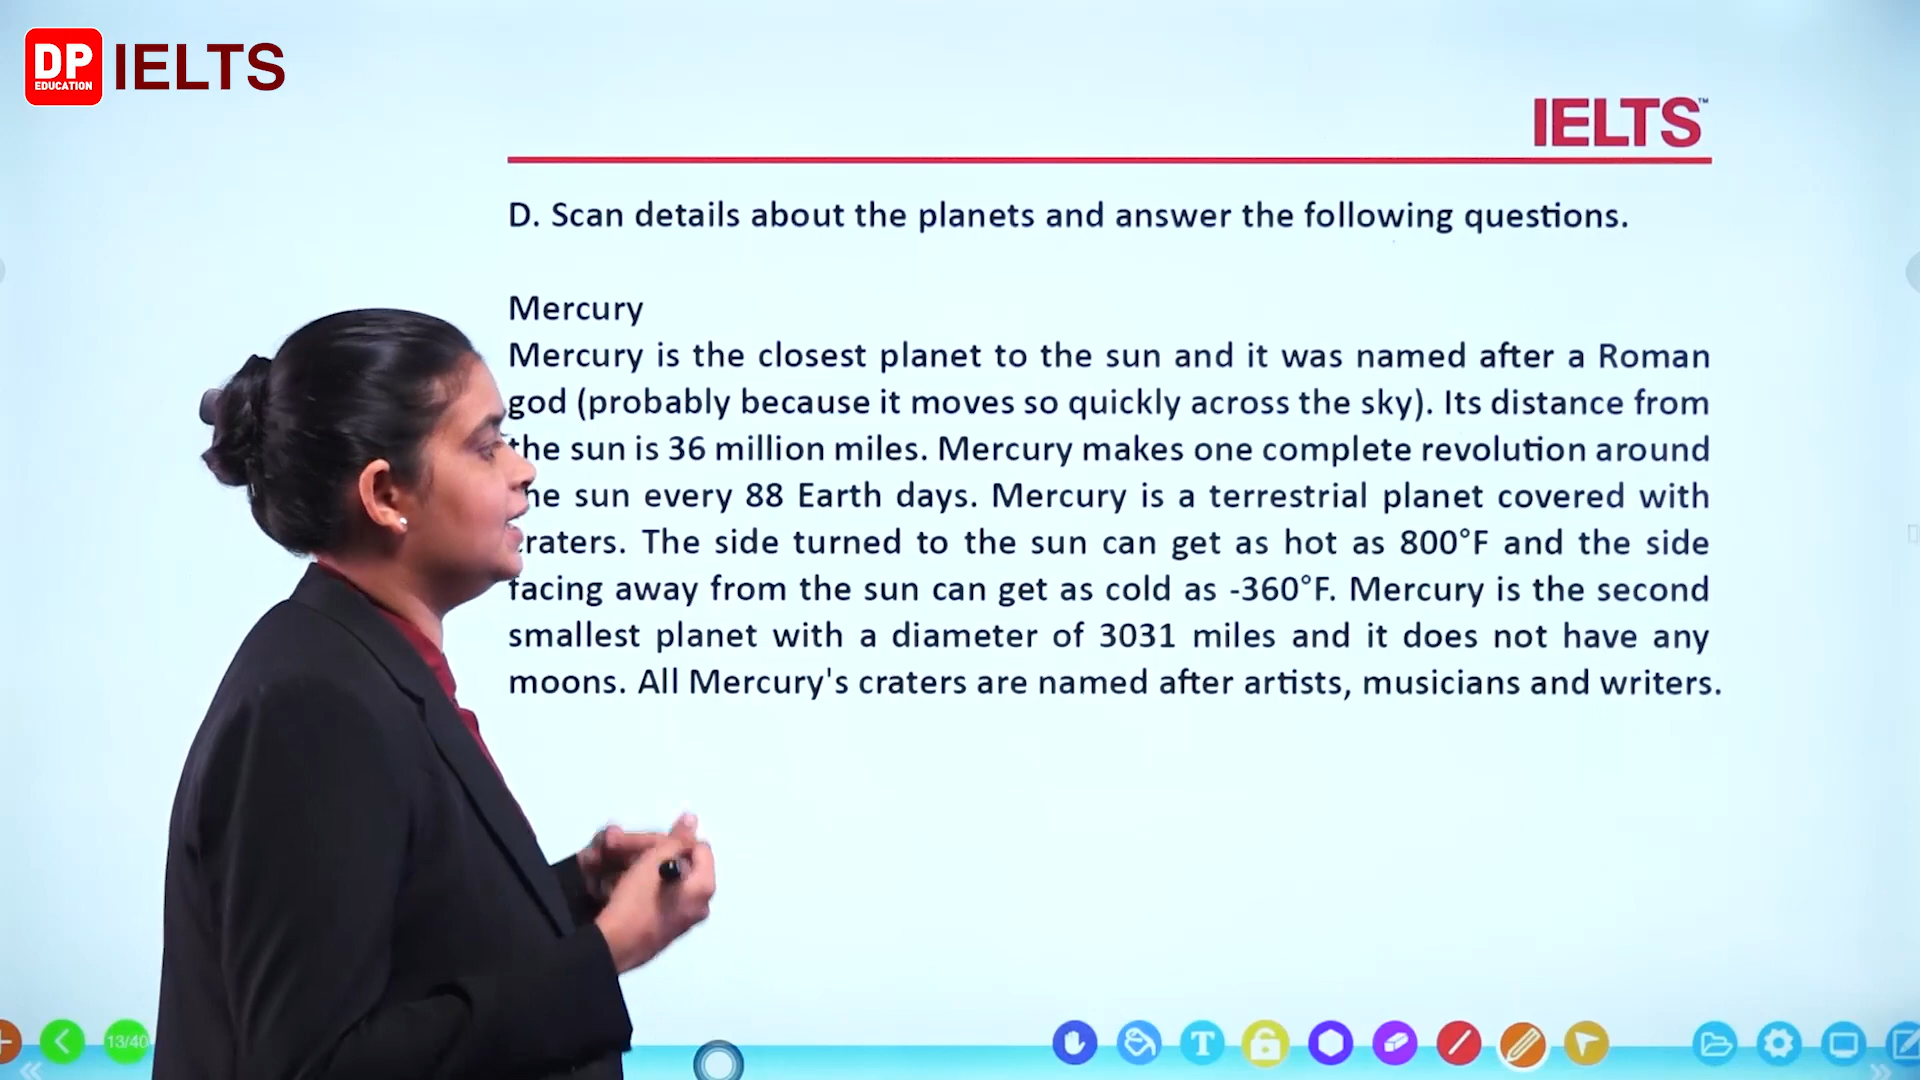 DP IELTS
EDUCATION
IELTS™
D. Scan details about the planets and answer the following questions.
Mercury
Mercury is the closest planet to the sun and it was named after a Roman
god (probably because it moves so quickly across the sky). Its distance from
the sun is 36 million miles. Mercury makes one complete revolution around
the sun every 88 Earth days. Mercury is a terrestrial planet covered with
craters. The side turned to the sun can get as hot as 800°F and the side
facing away from the sun can get as cold as -360°F. Mercury is the second
smallest planet with a diameter of 3031 miles and it does not have any
moons. All Mercury's craters are named after artists, musicians and writers.
13/40
T